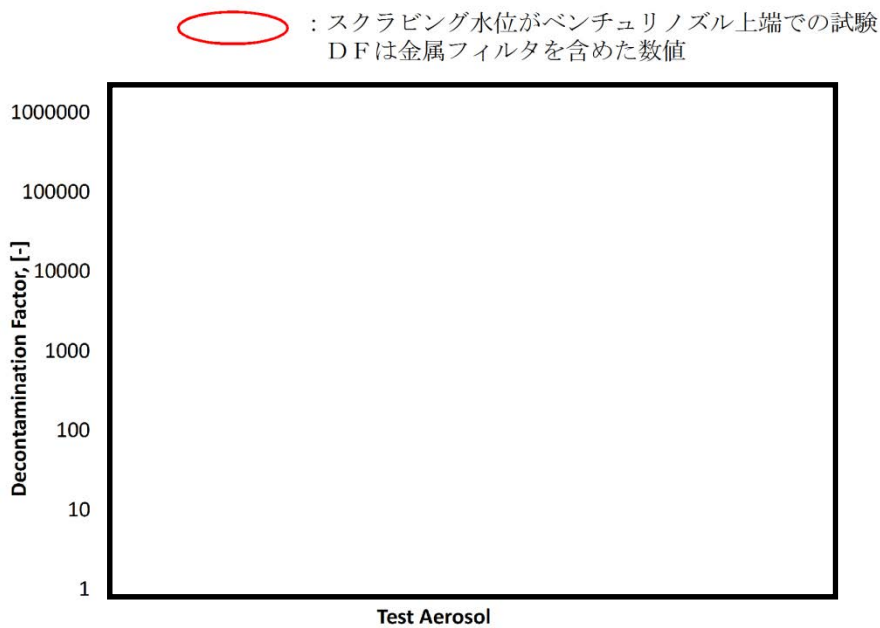 ：スクラビング水位がベンチュリノズル上端での試験
ＤＦは金属フィルタを含めた数値
1000000
100000
10000
1000
100
10
1
Decontamination Factor, [-]
Test Aerosol